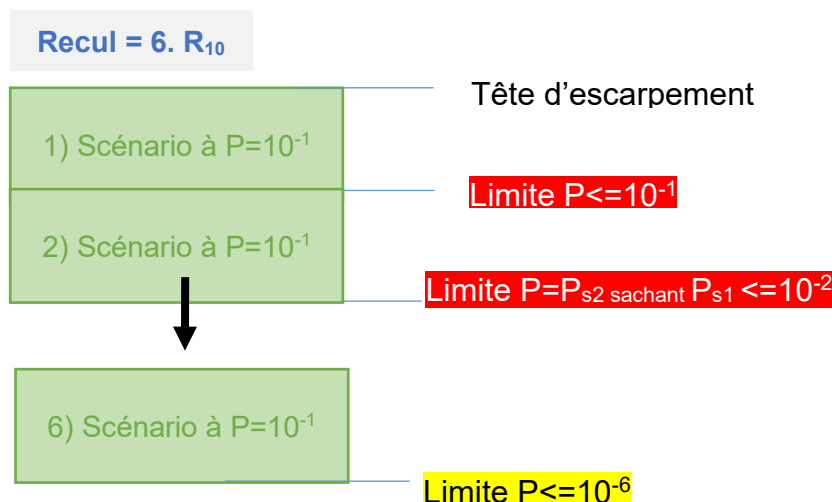 Recul = 6. R₁₀
Tête d’escarpement
1) Scénario à P=10⁻¹
Limite P<=10⁻¹
2) Scénario à P=10⁻¹
Limite P=Pₛ₂ sachant Pₛ₁ <=10⁻²
6) Scénario à P=10⁻¹
Limite P<=10⁻⁶